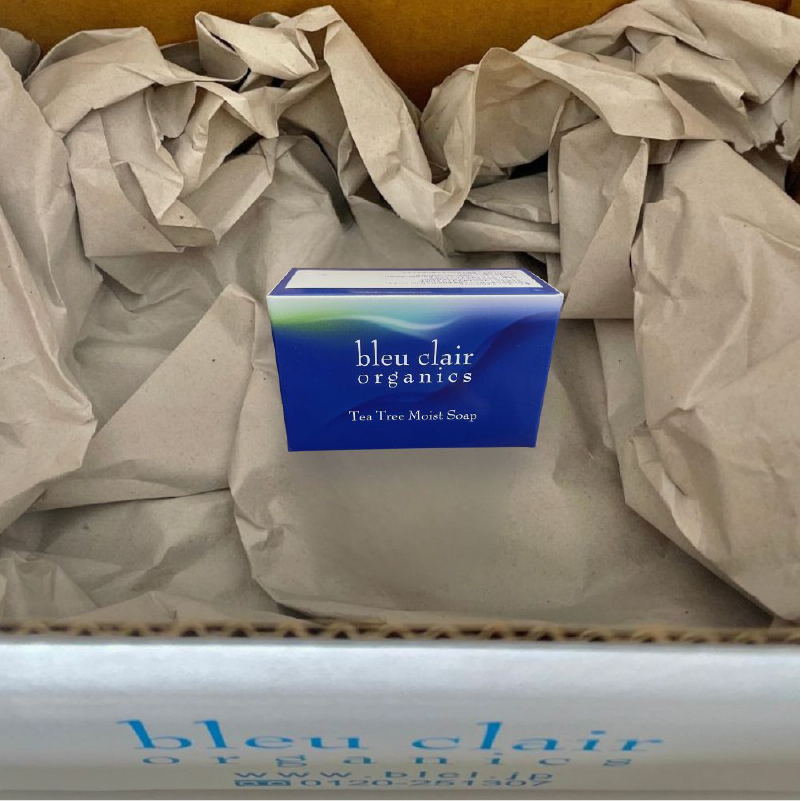 bleu clair
organics
Tea Tree Moist Soap
bleu clair
organics
www.blcl.jp
0120-251307